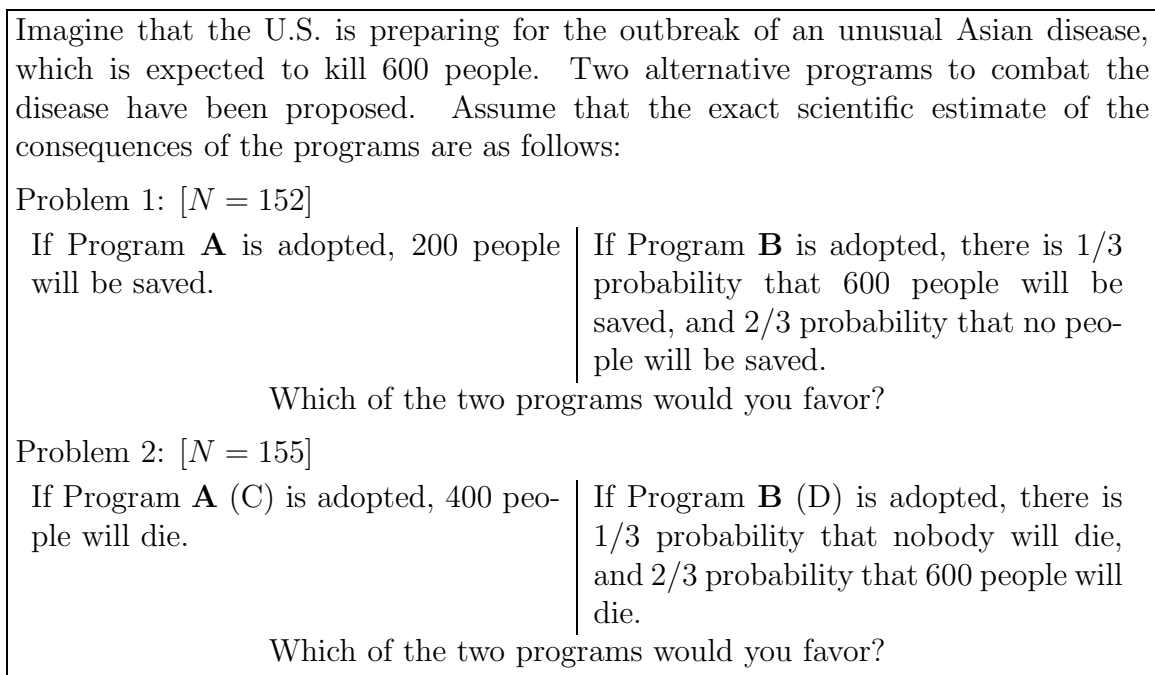 Imagine that the U.S. is preparing for the outbreak of an unusual Asian disease,
which is expected to kill 600 people. Two alternative programs to combat the
disease have been proposed. Assume that the exact scientific estimate of the
consequences of the programs are as follows:
Problem 1: [N = 152]
If Program A is adopted, 200 people
will be saved.
If Program B is adopted, there is 1/3
probability that 600 people will be
saved, and 2/3 probability that no peo-
ple will be saved.
Which of the two programs would you favor?
Problem 2: [N = 155]
If Program A (C) is adopted, 400 peo-
ple will die.
If Program B (D) is adopted, there is
1/3 probability that nobody will die,
and 2/3 probability that 600 people will
die.
Which of the two programs would you favor?